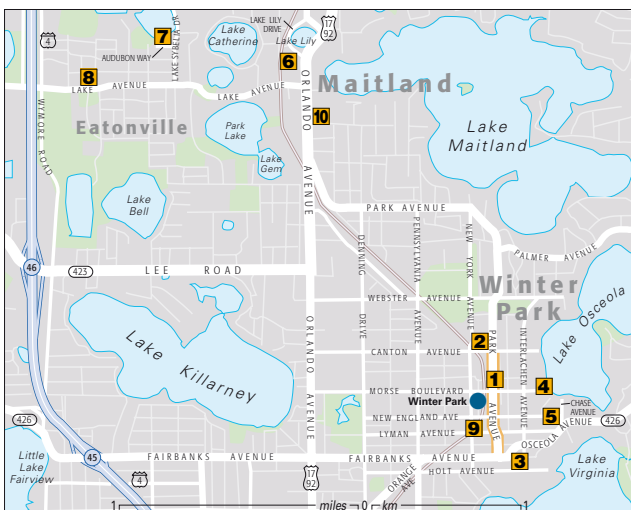 4
LAKE LILY
DRIVE
17
92
Lake
Catherine
Lake Lily
7
LAKE SYBELIA DR
AUDUBON WAY
6
8
LAKE AVENUE
LAKE AVENUE
Maitland
ORLANDO AVENUE
10
WYMORE ROAD
Eatonville
Park
Lake
Lake
Maitland
Lake
Gem
Lake
Bell
PARK AVENUE
DENNING DRIVE
PENNSYLVANIA AVENUE
NEW YORK AVENUE
PALMER AVENUE
46
423
LEE ROAD
Winter
Park
WEBSTER AVENUE
Lake Osceola
ORLANDO AVENUE
Lake Killarney
2
PARK AVENUE
INTERLACHEN AVENUE
CANTON AVENUE
1
MORSE BOULEVARD
4
Winter Park
CHASE
AVENUE
5
NEW ENGLAND AVE
426
426
9
LYMAN AVENUE
OSCEOLA AVENUE
Little
Lake
Fairview
45
FAIRBANKS AVENUE
FAIRBANKS AVENUE
3
4
17
92
ORANGE AVE
HOLT AVENUE
Lake
Virginia
1 miles 0 km 1